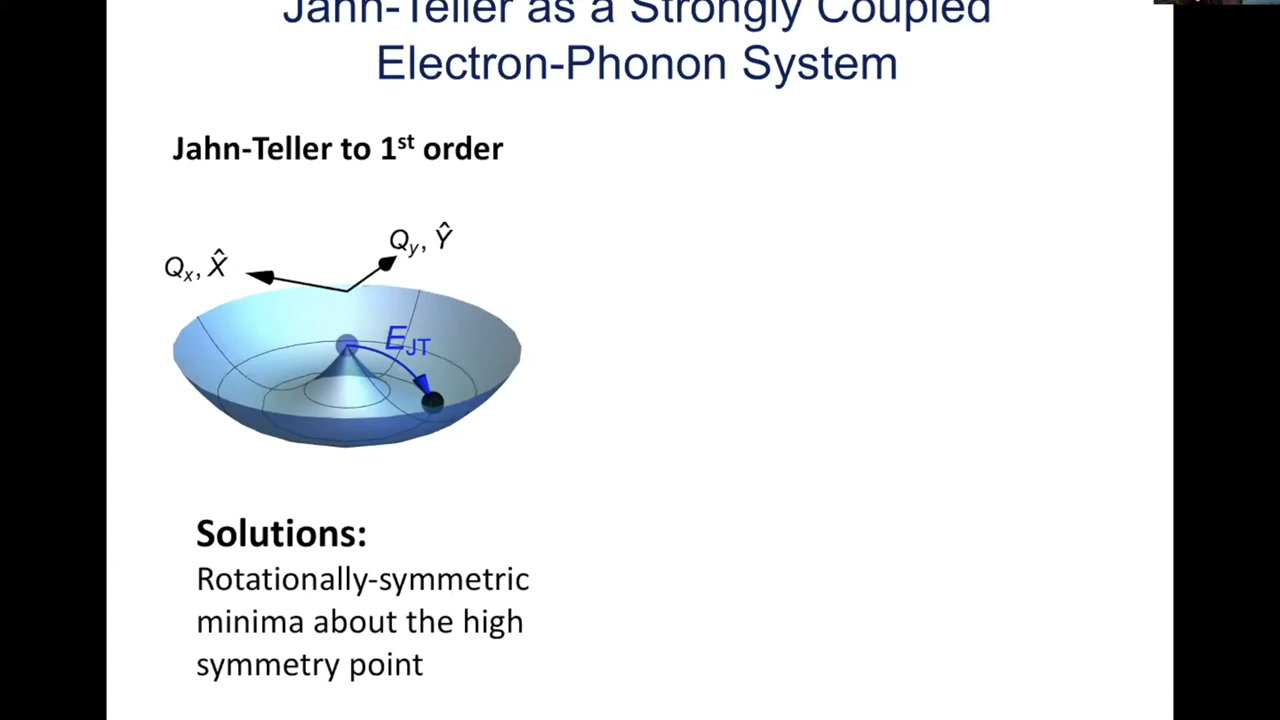 Jahn-Teller as a Strongly Coupled
Electron-Phonon System
Jahn-Teller to 1st order
Qy, Ŷ
Qx, X̂
EJT
Solutions:
Rotationally-symmetric
minima about the high
symmetry point